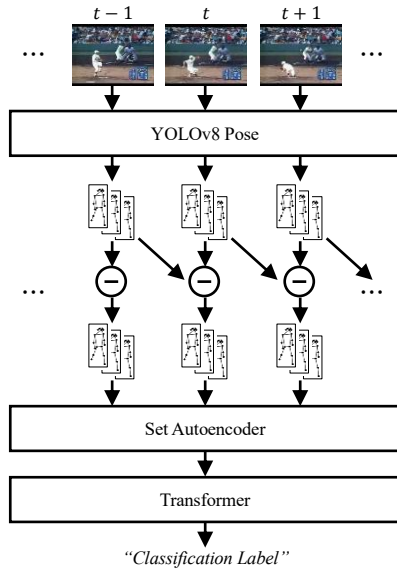 t − 1 t t + 1
... ...
YOLOv8 Pose
− − −
... ...
Set Autoencoder
Transformer
“Classification Label”